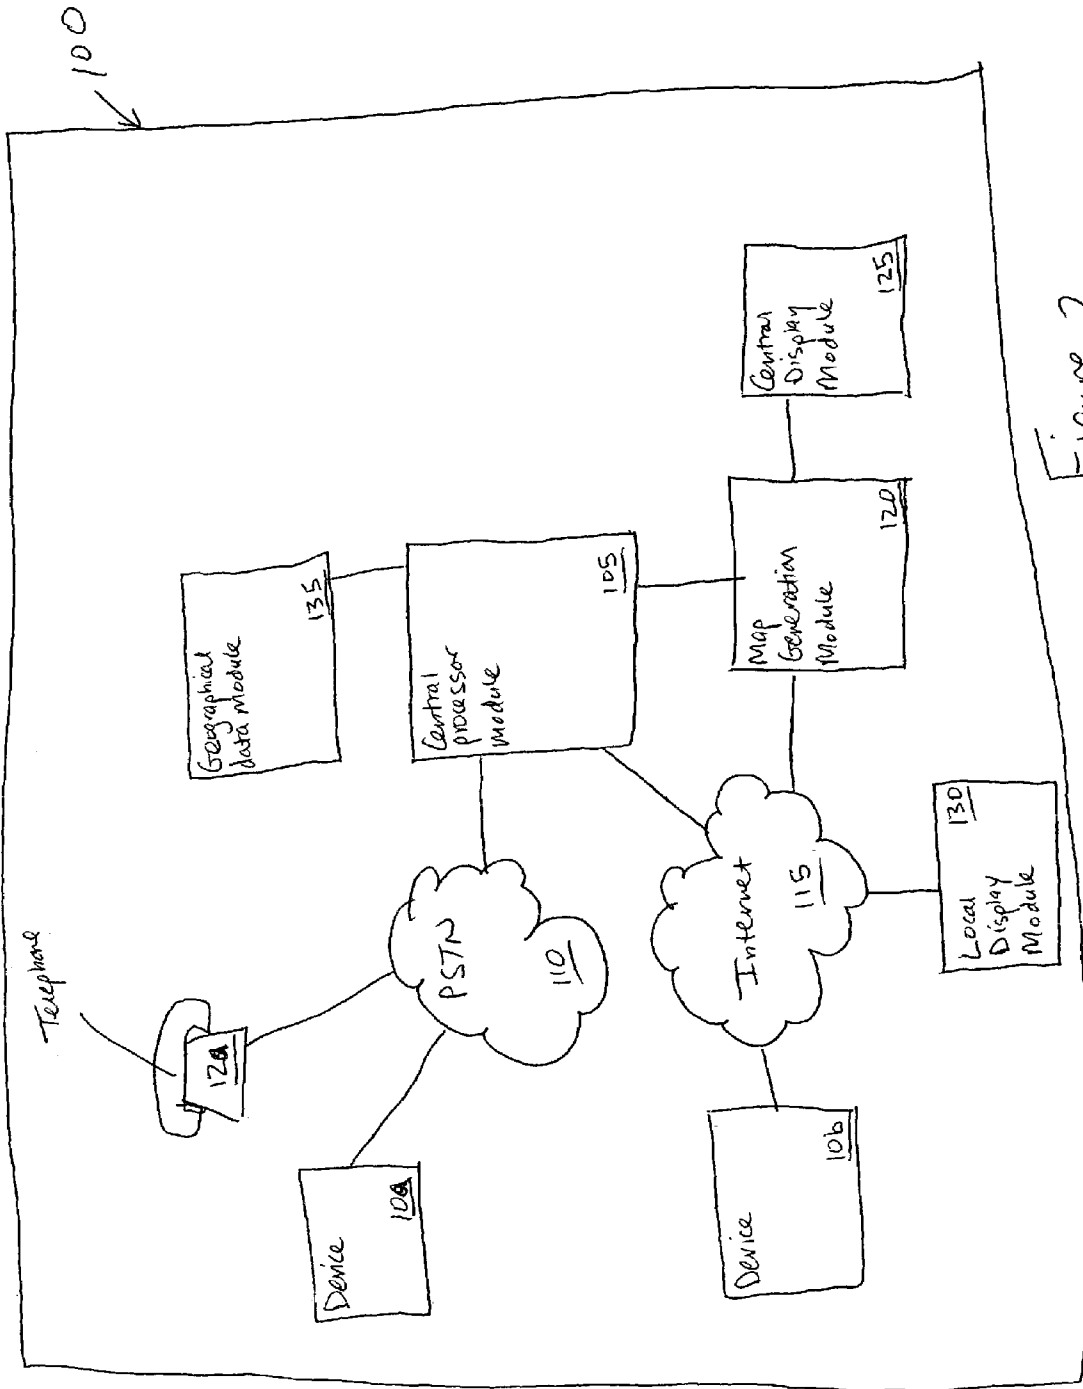 100
Telephone
12a
Geographical
data module
135
Device
10a
PSTN
110
Central
processor
module
105
Device
10b
Internet
115
Map
Generation
Module
120
Central
Display
Module
125
Local
Display
Module
130